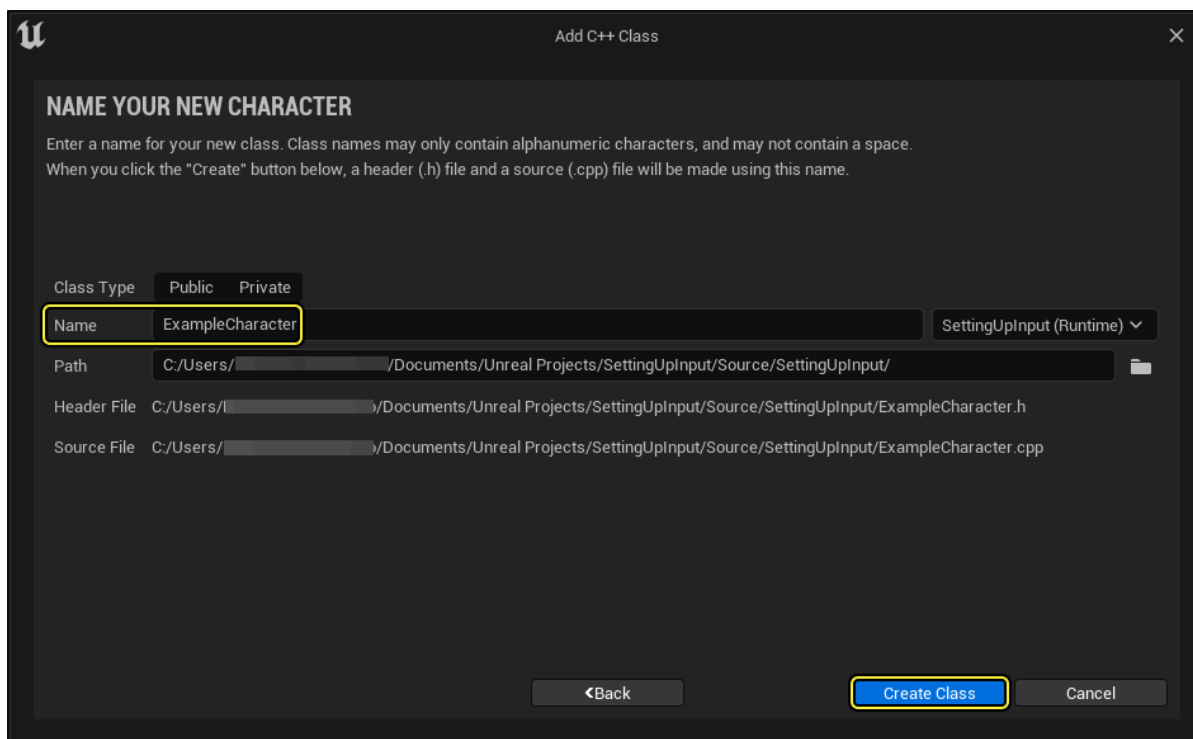 Add C++ Class
NAME YOUR NEW CHARACTER
Enter a name for your new class. Class names may only contain alphanumeric characters, and may not contain a space.
When you click the "Create" button below, a header (.h) file and a source (.cpp) file will be made using this name.
Class Type Public Private
Name ExampleCharacter SettingUpInput (Runtime)
Path C:/Users/ /Documents/Unreal Projects/SettingUpInput/Source/SettingUpInput/
Header File C:/Users/ /Documents/Unreal Projects/SettingUpInput/Source/SettingUpInput/ExampleCharacter.h
Source File C:/Users/ /Documents/Unreal Projects/SettingUpInput/Source/SettingUpInput/ExampleCharacter.cpp
Back Create Class Cancel